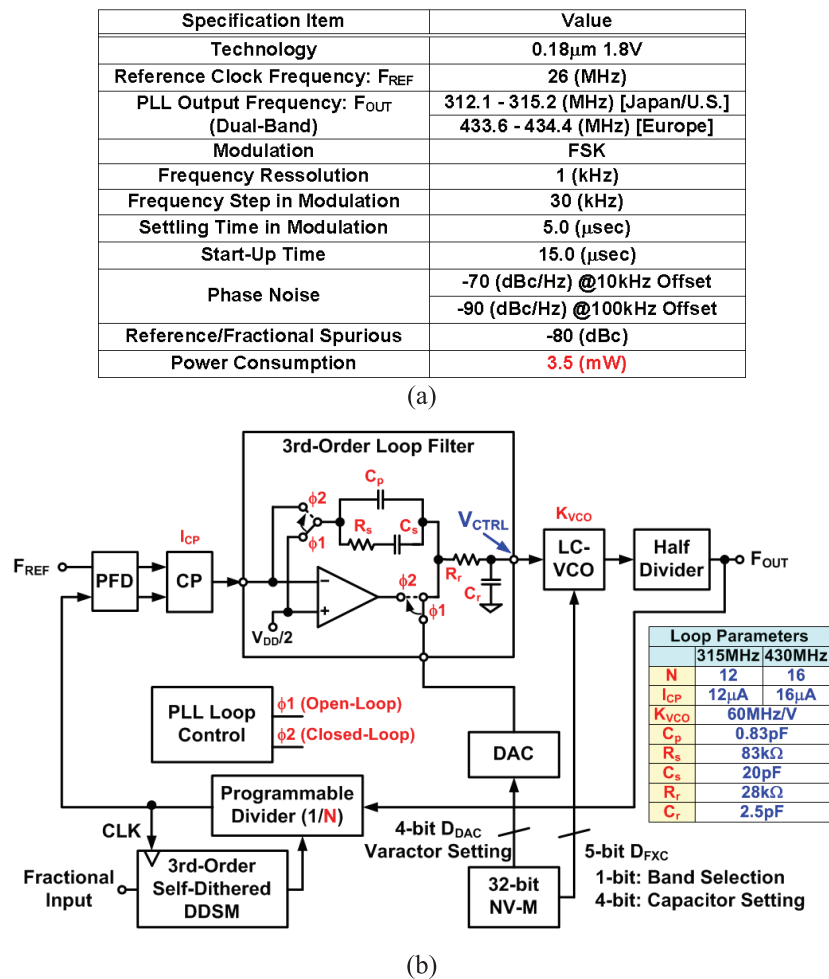 Specification Item Value
Technology 0.18μm 1.8V
Reference Clock Frequency: FREF 26 (MHz)
PLL Output Frequency: FOUT 312.1 - 315.2 (MHz) [Japan/U.S.]
(Dual-Band) 433.6 - 434.4 (MHz) [Europe]
Modulation FSK
Frequency Ressolution 1 (kHz)
Frequency Step in Modulation 30 (kHz)
Settling Time in Modulation 5.0 (μsec)
Start-Up Time 15.0 (μsec)
Phase Noise -70 (dBc/Hz) @10kHz Offset
-90 (dBc/Hz) @100kHz Offset
Reference/Fractional Spurious -80 (dBc)
Power Consumption 3.5 (mW)
(a)
3rd-Order Loop Filter
Cp
ϕ2
Rs
Cs
ϕ1
VCTRL
KVCO
ICP
FREF
PFD
CP
−
+
VDD/2
ϕ2
ϕ1
Rr
Cr
LC-
VCO
Half
Divider
FOUT
Loop Parameters
315MHz 430MHz
N 12 16
ICP 12μA 16μA
KVCO 60MHz/V
Cp 0.83pF
Rs 83kΩ
Cs 20pF
Rr 28kΩ
Cr 2.5pF
PLL Loop
Control
ϕ1 (Open-Loop)
ϕ2 (Closed-Loop)
DAC
Programmable
Divider (1/N)
CLK
4-bit DDAC
Varactor Setting
5-bit DFXC
1-bit: Band Selection
4-bit: Capacitor Setting
Fractional
Input
3rd-Order
Self-Dithered
DDSM
32-bit
NV-M
(b)